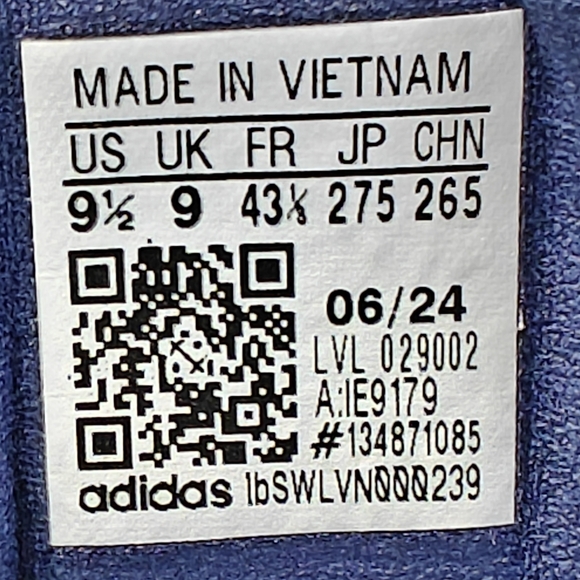 MADE IN VIETNAM
US UK FR JP CHN
9½ 9 43⅓ 275 265
06/24
LVL 029002
A:IE9179
#134871085
adidas lbSWLVN000239